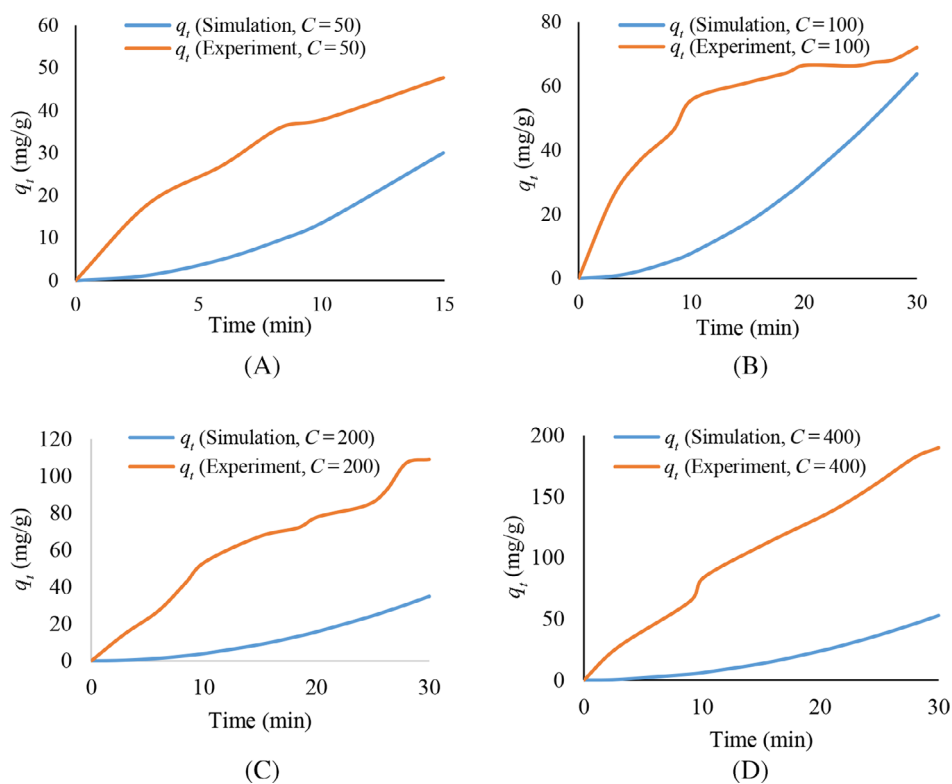 60
50
40
30
20
10
0
qt (mg/g)
qt (Simulation, C=50)
qt (Experiment, C=50)
0 5 10 15
Time (min)
(A)
80
60
40
20
0
qt (mg/g)
qt (Simulation, C=100)
qt (Experiment, C=100)
0 10 20 30
Time (min)
(B)
120
100
80
60
40
20
0
qt (mg/g)
qt (Simulation, C=200)
qt (Experiment, C=200)
0 10 20 30
Time (min)
(C)
200
150
100
50
0
qt (mg/g)
qt (Simulation, C=400)
qt (Experiment, C=400)
0 10 20 30
Time (min)
(D)